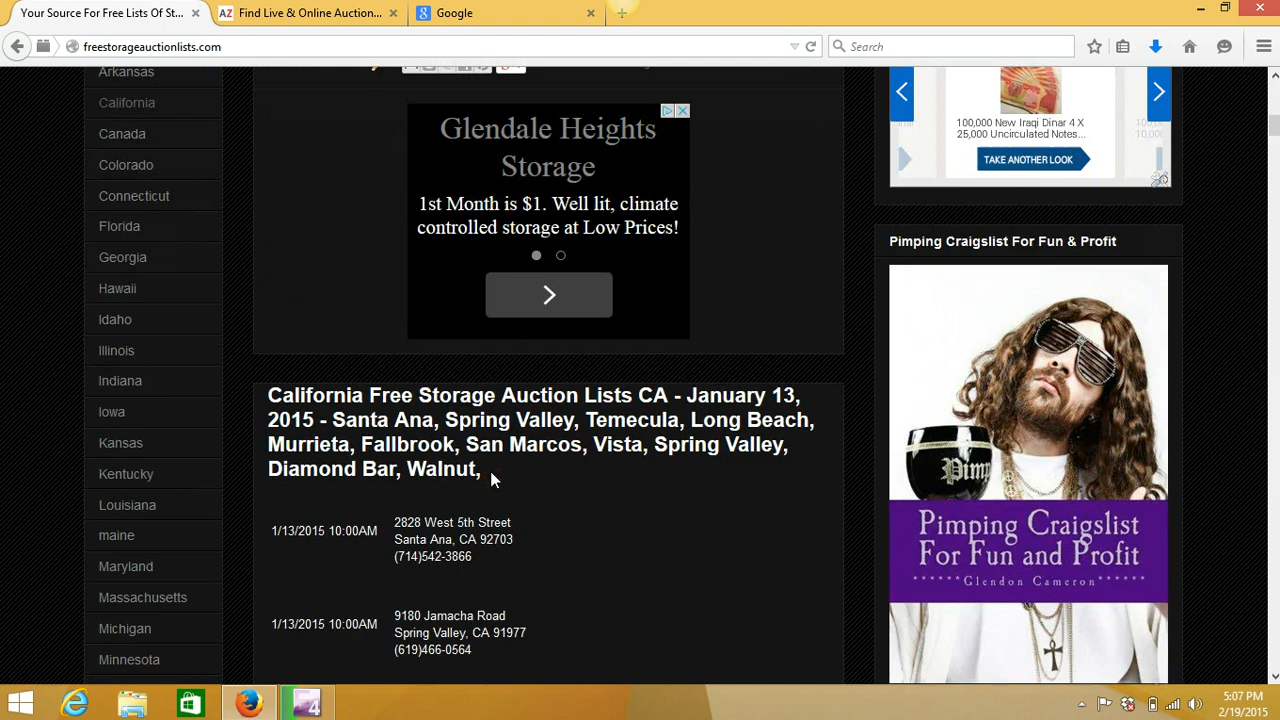 Your Source For Free Lists Of St...
Find Live & Online Auction...
Google
freestorageauctionlists.com
Search
Arkansas
California
Canada
Colorado
Connecticut
Florida
Georgia
Hawaii
Idaho
Illinois
Indiana
Iowa
Kansas
Kentucky
Louisiana
maine
Maryland
Massachusetts
Michigan
Minnesota
Glendale Heights
Storage
1st Month is $1. Well lit, climate
controlled storage at Low Prices!
California Free Storage Auction Lists CA - January 13,
2015 - Santa Ana, Spring Valley, Temecula, Long Beach,
Murrieta, Fallbrook, San Marcos, Vista, Spring Valley,
Diamond Bar, Walnut,
1/13/2015 10:00AM
2828 West 5th Street
Santa Ana, CA 92703
(714)542-3866
1/13/2015 10:00AM
9180 Jamacha Road
Spring Valley, CA 91977
(619)466-0564
100,000 New Iraqi Dinar 4 X
25,000 Uncirculated Notes...
TAKE ANOTHER LOOK
Pimping Craigslist For Fun & Profit
Pimp
Pimping Craigslist
For Fun and Profit
******Glendon Cameron******
5:07 PM
2/19/2015